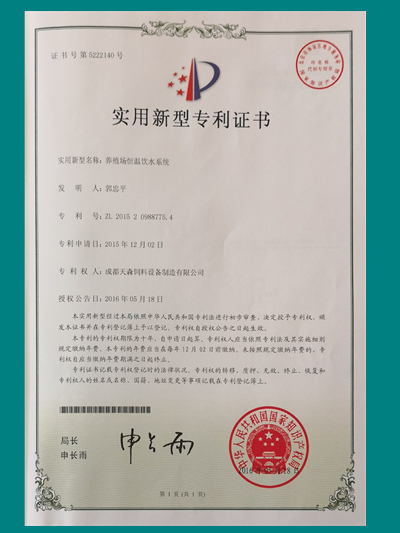 证书号第5222140号
实用新型专利证书
实用新型名称：养殖场恒温饮水系统
发明人：郭忠平
专利号：ZL 2015 2 0988775.4
专利申请日：2015年12月02日
专利权人：成都天森饲料设备制造有限公司
授权公告日：2016年05月18日
本实用新型经过本局依照中华人民共和国专利法进行初步审查，决定授予专利权，颁
发本证书并在专利登记簿上予以登记。专利权自授权公告之日起生效。
本专利的专利权期限为十年，自申请日起算。专利权人应当依照专利法及其实施细则
规定缴纳年费。本专利的年费应当在每年12月02日前缴纳。未按照规定缴纳年费的，专
利权自应当缴纳年费期满之日起终止。
专利证书记载专利权登记时的法律状况。专利权的转移、质押、无效、终止、恢复和
专利权人的姓名或名称、国籍、地址变更等事项记载在专利登记簿上。
局长
申长雨
申长雨
中华人民共和国国家知识产权局
2016年05月18日
第1页（共1页）